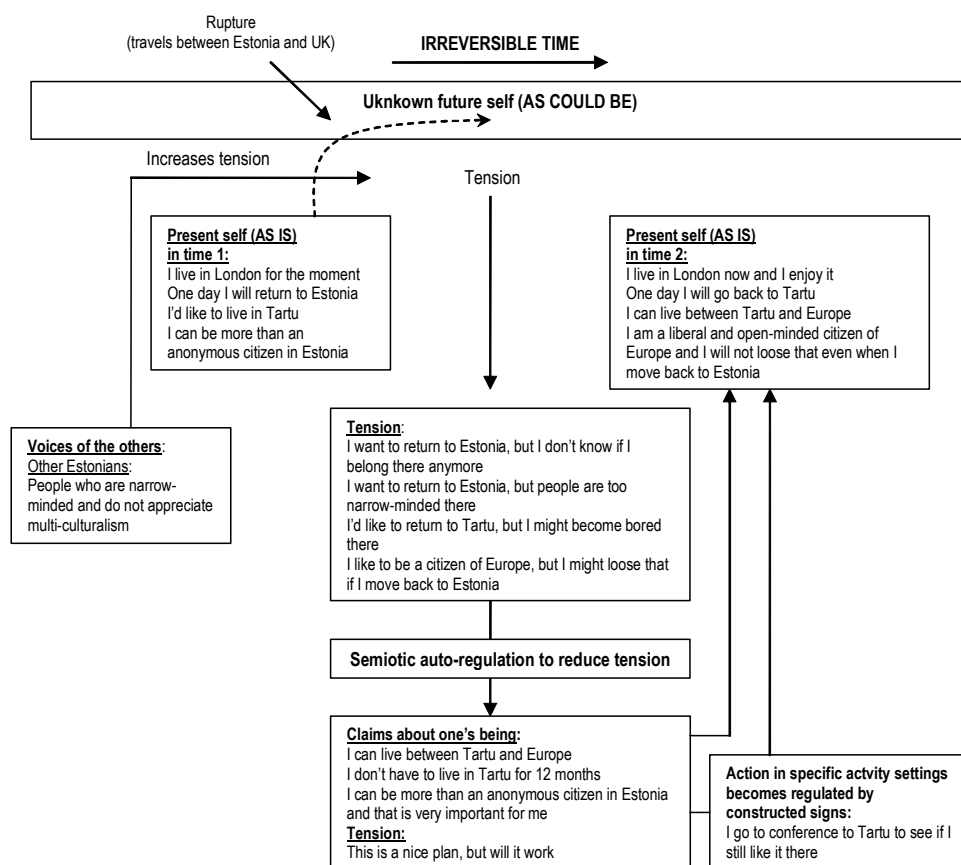 Rupture
(travels between Estonia and UK)
IRREVERSIBLE TIME
Uknkown future self (AS COULD BE)
Increases tension
Tension
Present self (AS IS)
in time 1:
I live in London for the moment
One day I will return to Estonia
I'd like to live in Tartu
I can be more than an
anonymous citizen in Estonia
Present self (AS IS)
in time 2:
I live in London now and I enjoy it
One day I will go back to Tartu
I can live between Tartu and Europe
I am a liberal and open-minded citizen of
Europe and I will not loose that even when I
move back to Estonia
Voices of the others:
Other Estonians:
People who are narrow-
minded and do not appreciate
multi-culturalism
Tension:
I want to return to Estonia, but I don't know if I
belong there anymore
I want to return to Estonia, but people are too
narrow-minded there
I'd like to return to Tartu, but I might become bored
there
I like to be a citizen of Europe, but I might loose that
if I move back to Estonia
Semiotic auto-regulation to reduce tension
Claims about one's being:
I can live between Tartu and Europe
I don't have to live in Tartu for 12 months
I can be more than an anonymous citizen in Estonia
and that is very important for me
Tension:
This is a nice plan, but will it work
Action in specific actvity settings
becomes regulated by
constructed signs:
I go to conference to Tartu to see if I
still like it there